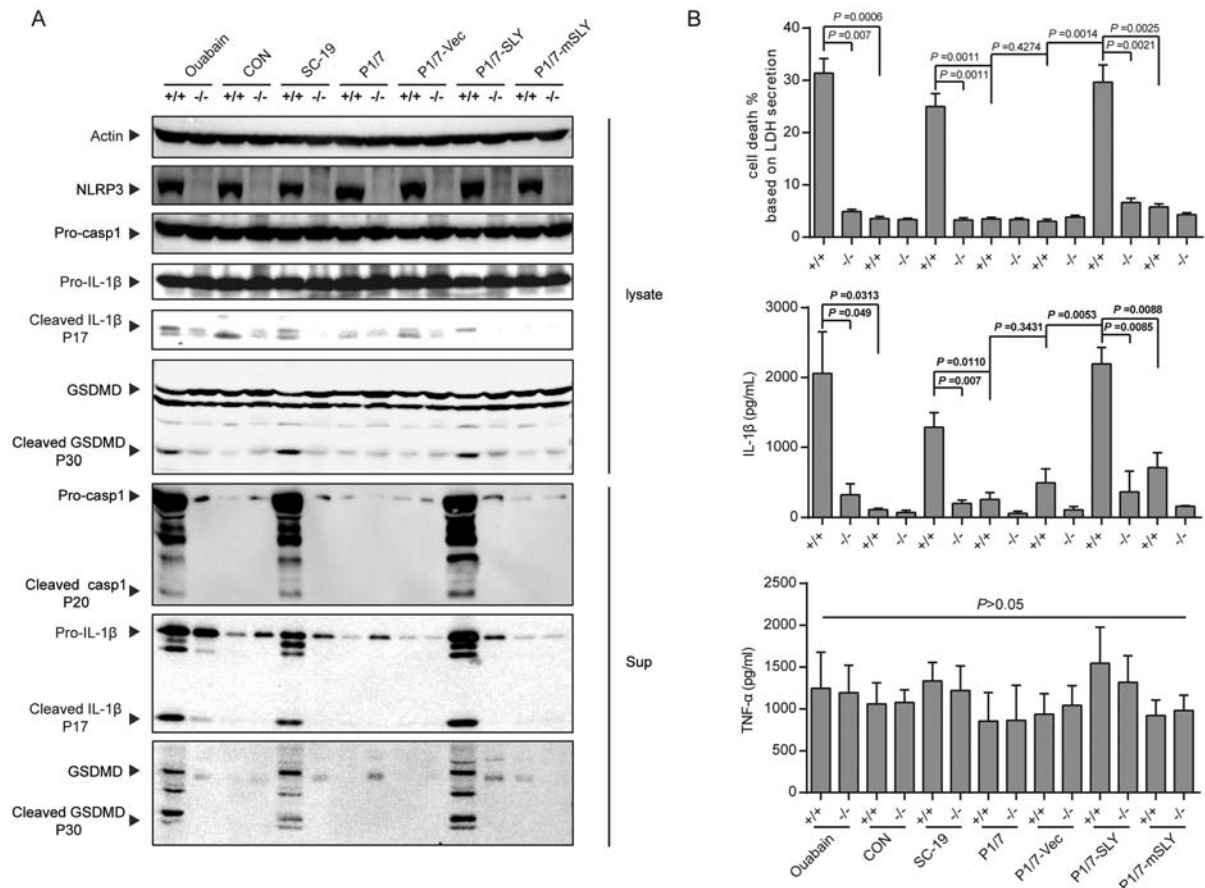 A
Ouabain CON SC-19 P1/7 P1/7-Vec P1/7-SLY P1/7-mSLY
+/+ -/- +/+ -/- +/+ -/- +/+ -/- +/+ -/- +/+ -/- +/+ -/-
Actin
NLRP3
Pro-casp1
Pro-IL-1β
Cleaved IL-1β
P17
GSDMD
Cleaved GSDMD
P30
lysate
Pro-casp1
Cleaved casp1
P20
Pro-IL-1β
Cleaved IL-1β
P17
GSDMD
Cleaved GSDMD
P30
Sup
B
P =0.0006
P =0.007
P =0.0011
P =0.0011
P =0.4274
P =0.0014
P =0.0025
P =0.0021
cell death %
based on LDH secretion
40
30
20
10
0
+/+ -/- +/+ -/- +/+ -/- +/+ -/- +/+ -/- +/+ -/- +/+ -/-
P =0.0313
P =0.049
P =0.0110
P =0.007
P =0.3431
P =0.0053
P =0.0088
P =0.0085
IL-1β (pg/mL)
3000
2000
1000
0
+/+ -/- +/+ -/- +/+ -/- +/+ -/- +/+ -/- +/+ -/- +/+ -/-
P>0.05
TNF-α (pg/ml)
2500
2000
1500
1000
500
0
+/+ -/- +/+ -/- +/+ -/- +/+ -/- +/+ -/- +/+ -/- +/+ -/-
Ouabain CON SC-19 P1/7 P1/7-Vec P1/7-SLY P1/7-mSLY